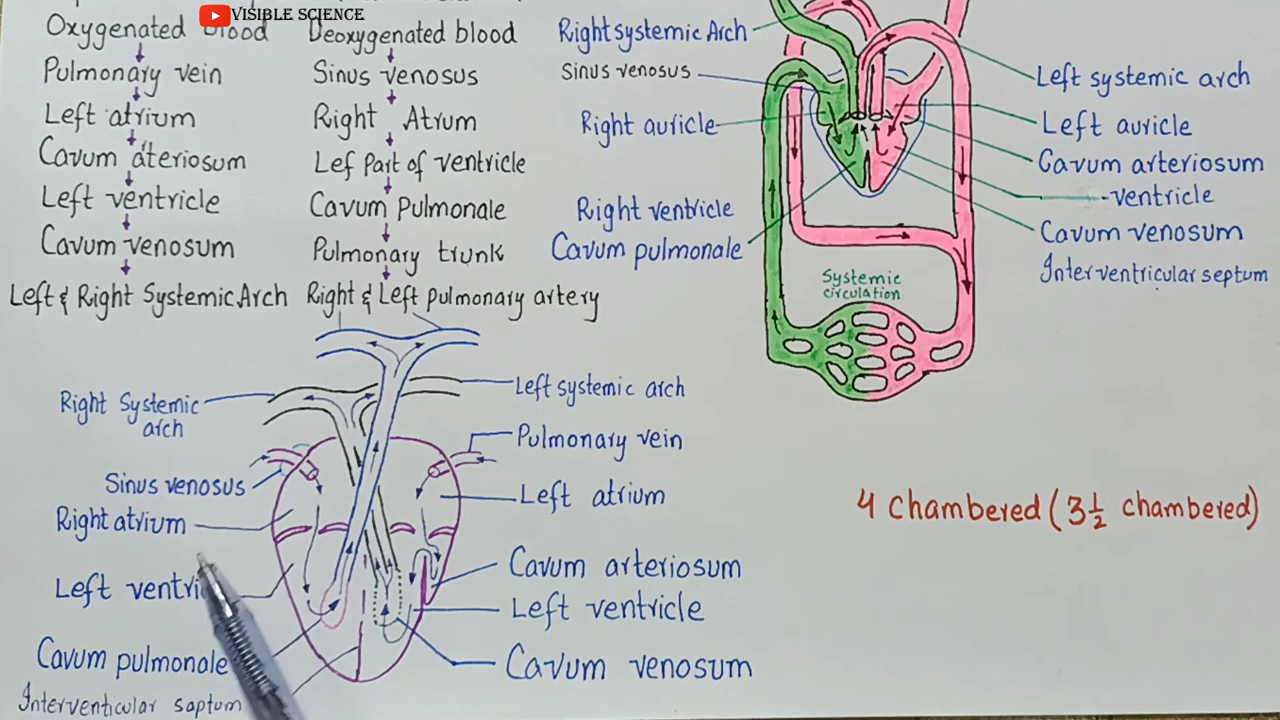 VISIBLE SCIENCE
Oxygenated blood
Pulmonary vein
Left atrium
Cavum ateriosum
Left ventricle
Cavum venosum
Left & Right Systemic Arch
Deoxygenated blood
Sinus venosus
Right Atrum
Lef Part of ventricle
Cavum Pulmonale
Pulmonary trunk
Right & Left pulmonary artery
Right systemic Arch
Sinus venosus
Right auricle
Right ventricle
Cavum pulmonale
Left systemic arch
Left auricle
Cavum arteriosum
ventricle
Cavum venosum
Interventricular septum
Systemic
circulation
Right Systemic
arch
Sinus venosus
Right atrium
Left
Cavum pulmonale
Interventicular saptum
Left systemic arch
Pulmonary vein
Left atrium
Cavum arteriosum
Left ventricle
Cavum venosum
4 Chambered (3½ chambered)